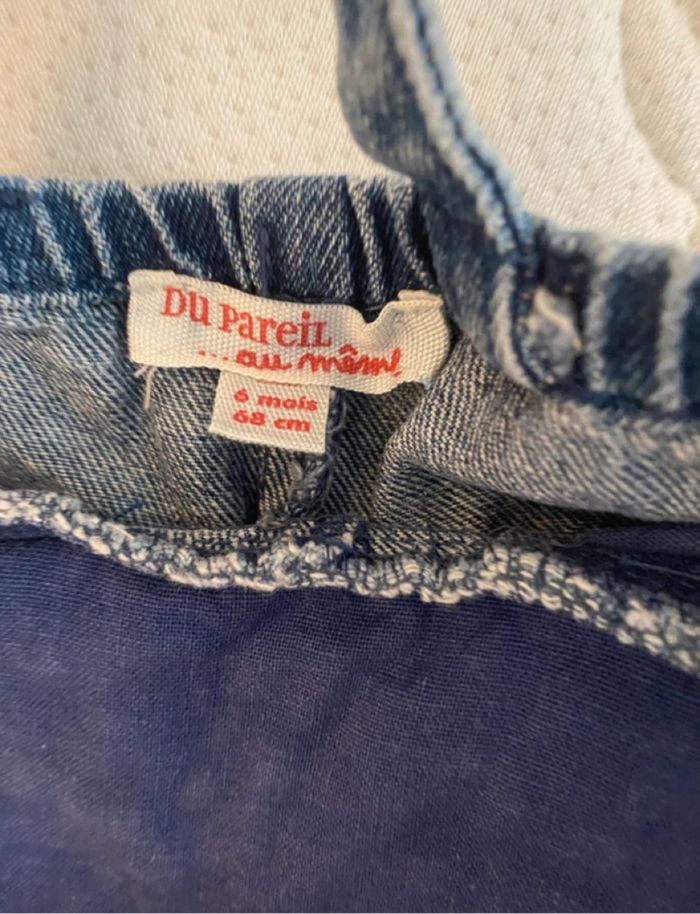 Du Pareil
...au même
6 mois
68 cm